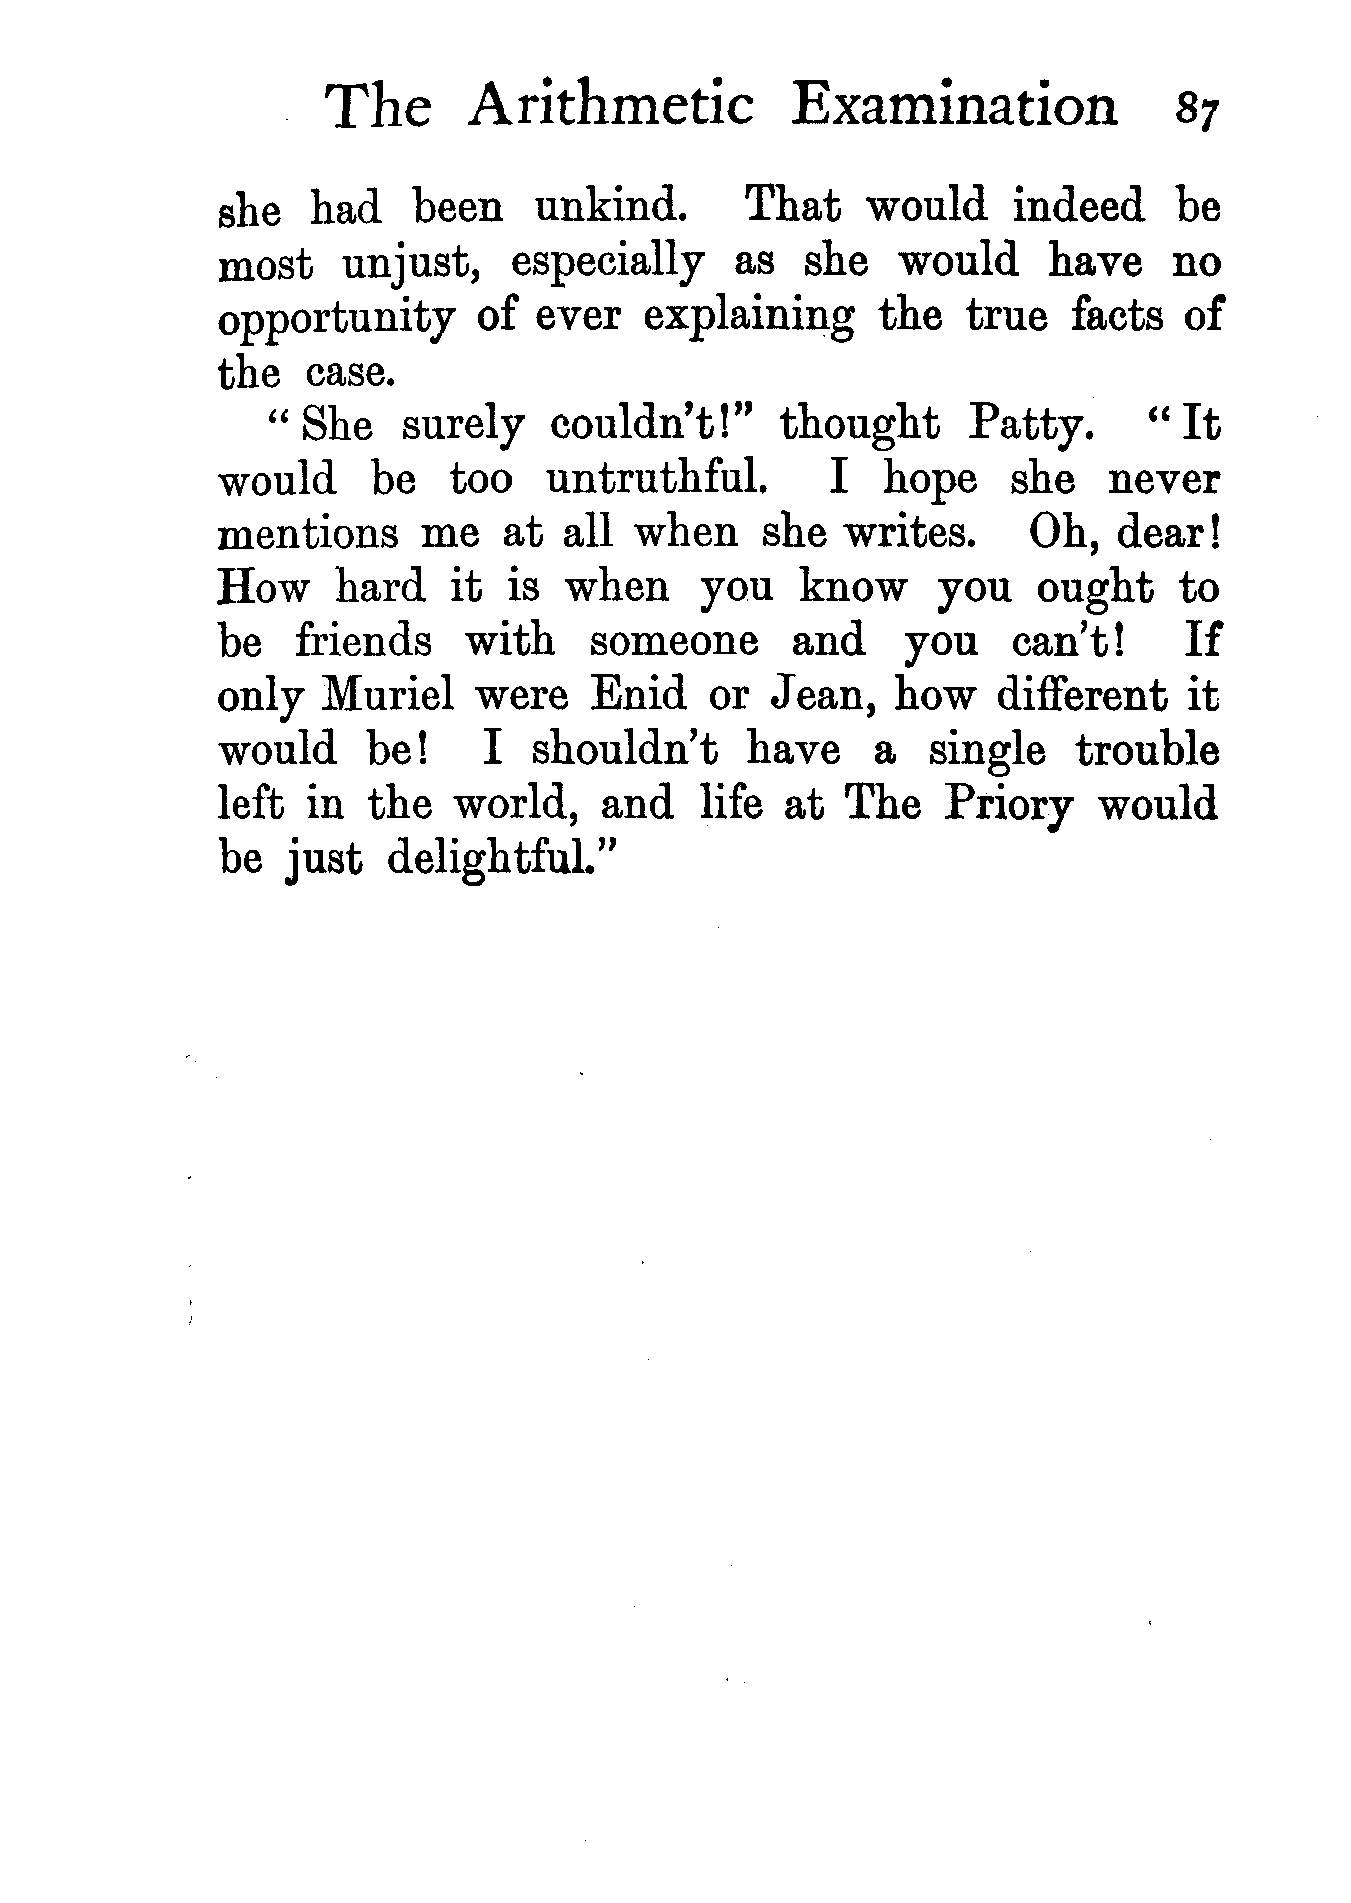 The Arithmetic Examination 87
she had been unkind. That would indeed be
most unjust, especially as she would have no
opportunity of ever explaining the true facts of
the case.
"She surely couldn't!" thought Patty. "It
would be too untruthful. I hope she never
mentions me at all when she writes. Oh, dear!
How hard it is when you know you ought to
be friends with someone and you can't! If
only Muriel were Enid or Jean, how different it
would be! I shouldn't have a single trouble
left in the world, and life at The Priory would
be just delightful."